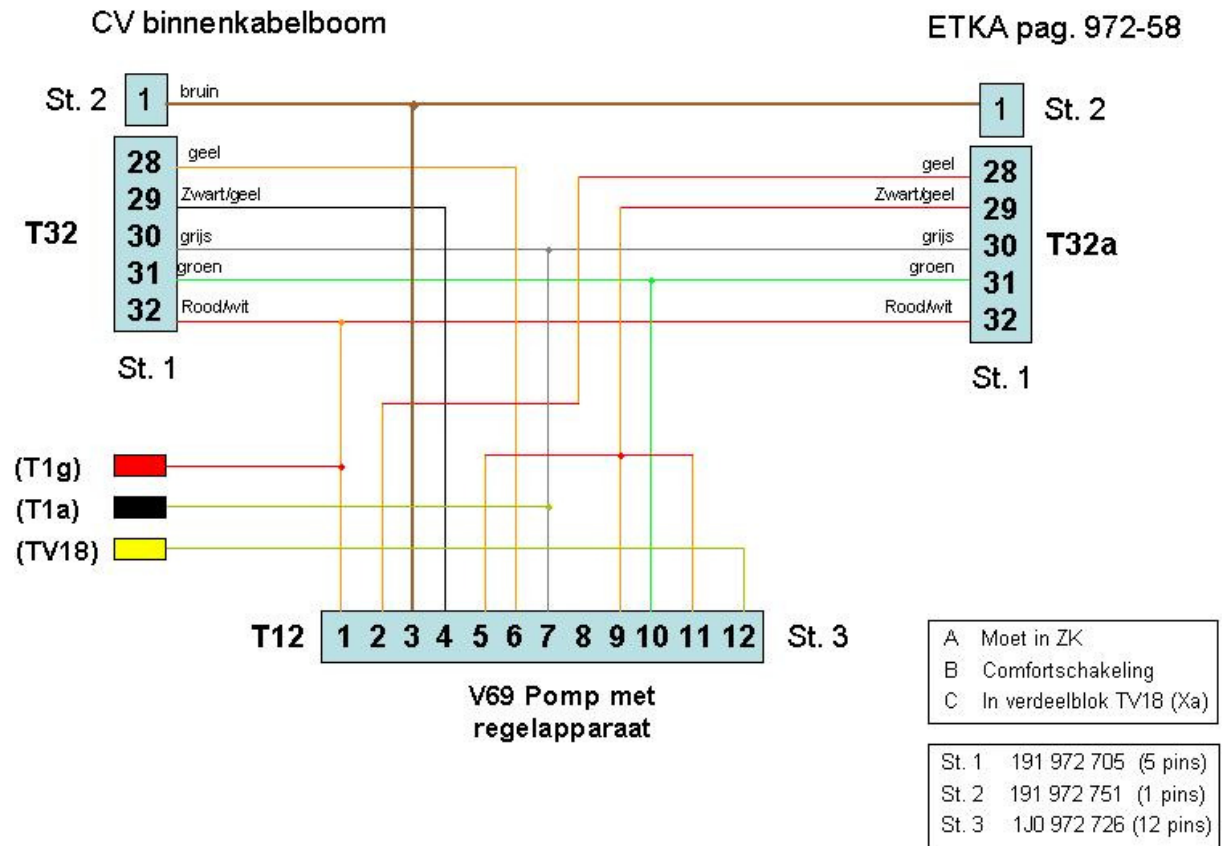 CV binnenkabelboom
ETKA pag. 972-58
St. 2 1 bruin
1 St. 2
28 geel
29 Zwart/geel
T32 30 grijs
31 groen
32 Rood/wit
St. 1
geel 28
Zwart/geel 29
grijs 30 T32a
groen 31
Rood/wit 32
St. 1
(T1g)
(T1a)
(TV18)
T12 1 2 3 4 5 6 7 8 9 10 11 12 St. 3
V69 Pomp met
regelapparaat
A Moet in ZK
B Comfortschakeling
C In verdeelblok TV18 (Xa)
St. 1 191 972 705 (5 pins)
St. 2 191 972 751 (1 pins)
St. 3 1J0 972 726 (12 pins)